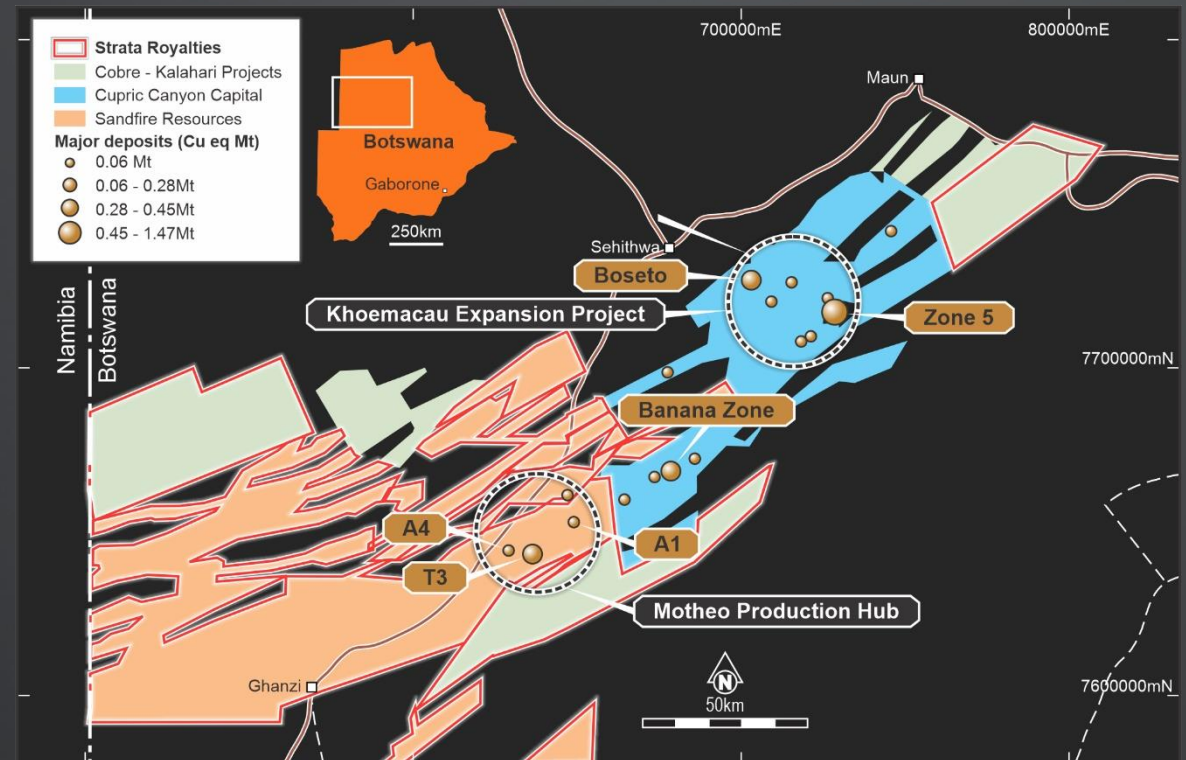 700000mE
800000mE
Strata Royalties
Cobre - Kalahari Projects
Cupric Canyon Capital
Sandfire Resources
Major deposits (Cu eq Mt)
0.06 Mt
0.06 - 0.28Mt
0.28 - 0.45Mt
0.45 - 1.47Mt
Botswana
Gaborone
250km
Maun
Sehithwa
Boseto
Khoemacau Expansion Project
Zone 5
Namibia
Botswana
7700000mN
Banana Zone
A4
A1
T3
Motheo Production Hub
Ghanzi
N
50km
7600000mN